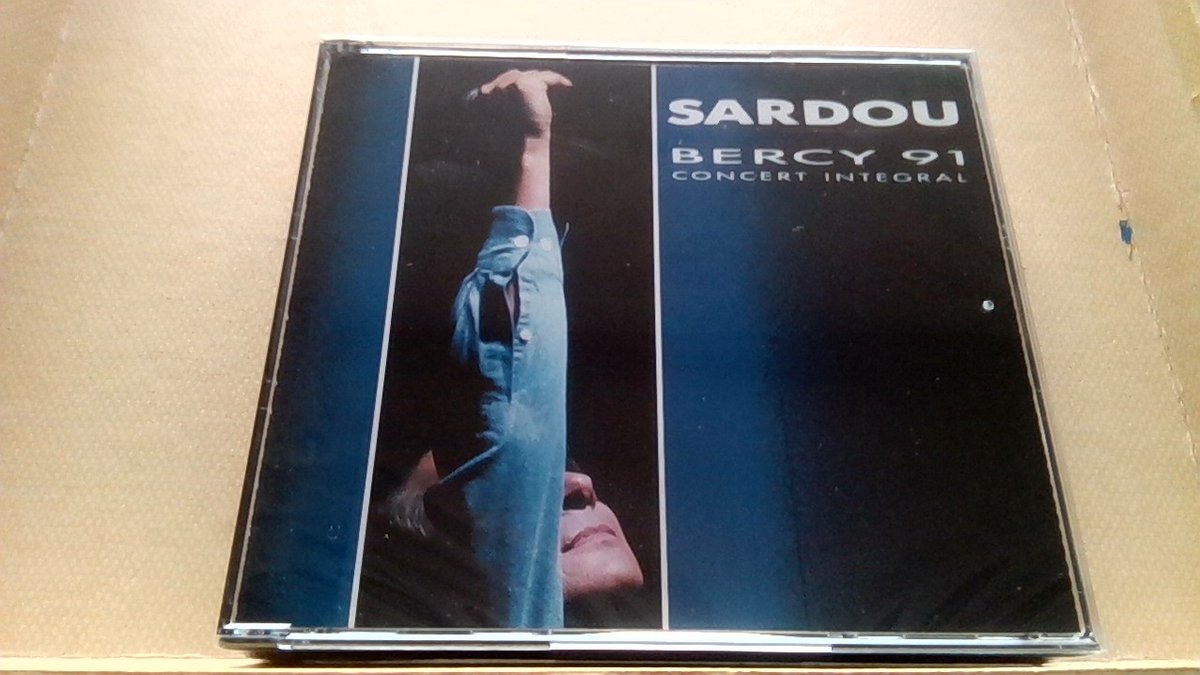 SARDOU
BERCY 91
CONCERT INTEGRAL